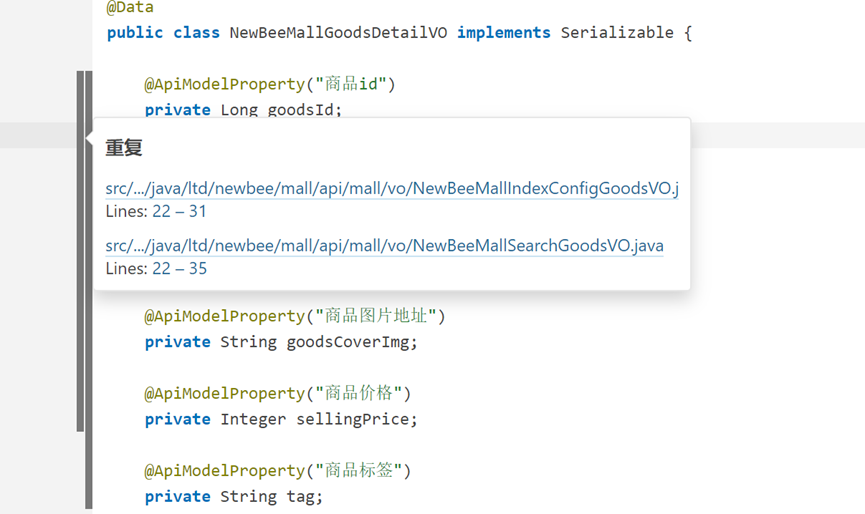 @Data
public class NewBeeMallGoodsDetailVO implements Serializable {
@ApiModelProperty("商品id")
private Long goodsId;
重复
src/.../java/ltd/newbee/mall/api/mall/vo/NewBeeMallIndexConfigGoodsVO.j
Lines: 22 – 31
src/.../java/ltd/newbee/mall/api/mall/vo/NewBeeMallSearchGoodsVO.java
Lines: 22 – 35
@ApiModelProperty("商品图片地址")
private String goodsCoverImg;
@ApiModelProperty("商品价格")
private Integer sellingPrice;
@ApiModelProperty("商品标签")
private String tag;